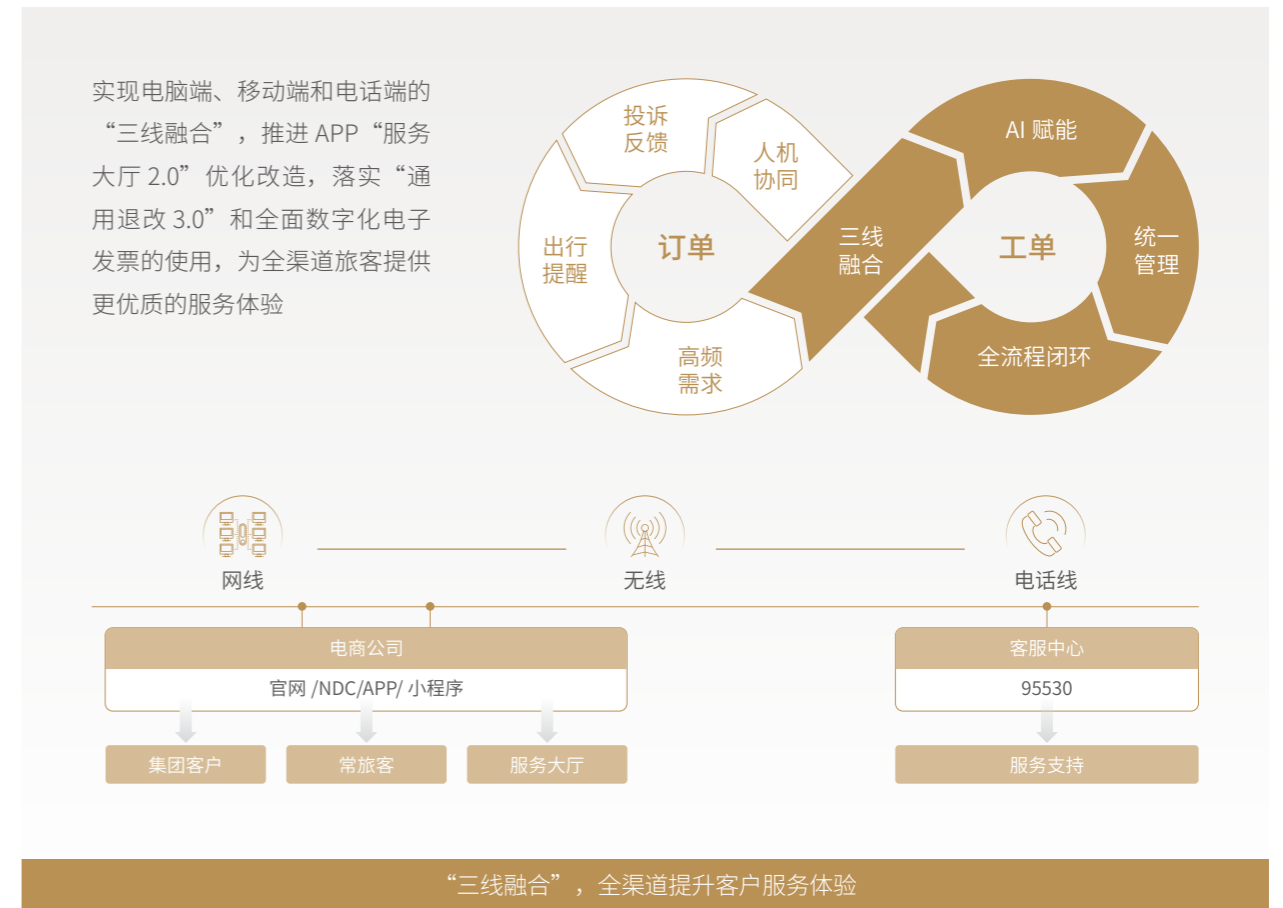 实现电脑端、移动端和电话端的
“三线融合”，推进 APP“服务
大厅 2.0”优化改造，落实“通
用退改 3.0”和全面数字化电子
发票的使用，为全渠道旅客提供
更优质的服务体验
投诉
反馈
人机
协同
出行
提醒
订单
高频
需求
三线
融合
AI 赋能
工单
统一
管理
全流程闭环
网线
无线
电话线
电商公司
官网 /NDC/APP/ 小程序
集团客户
常旅客
服务大厅
客服中心
95530
服务支持
“三线融合”，全渠道提升客户服务体验